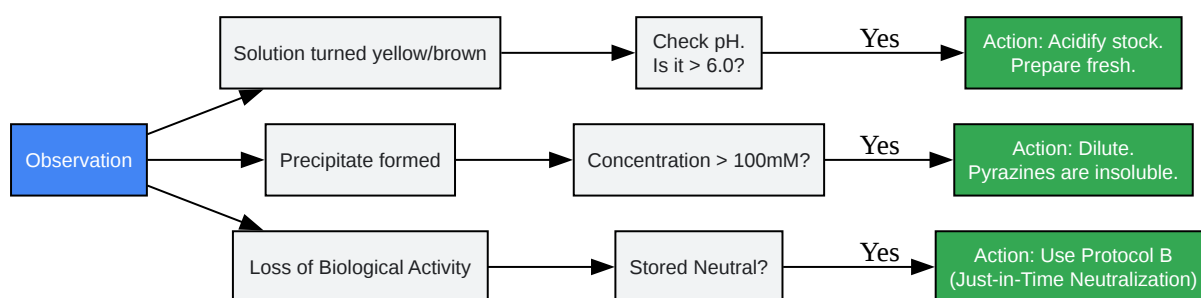 Solution turned yellow/brown
Check pH.
Is it > 6.0?
Yes
Action: Acidify stock.
Prepare fresh.
Observation
Precipitate formed
Concentration > 100mM?
Yes
Action: Dilute.
Pyrazines are insoluble.
Loss of Biological Activity
Stored Neutral?
Yes
Action: Use Protocol B
(Just-in-Time Neutralization)